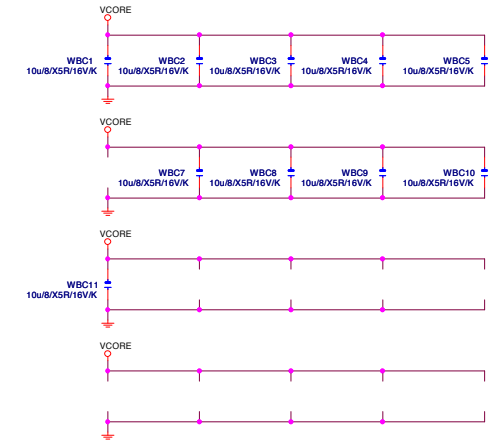 VCORE
WBC1 WBC2 WBC3 WBC4 WBC5
10u/8/X5R/16V/K 10u/8/X5R/16V/K 10u/8/X5R/16V/K 10u/8/X5R/16V/K 10u/8/X5R/16V/K
VCORE
WBC7 WBC8 WBC9 WBC10
10u/8/X5R/16V/K 10u/8/X5R/16V/K 10u/8/X5R/16V/K 10u/8/X5R/16V/K
VCORE
WBC11
10u/8/X5R/16V/K
VCORE